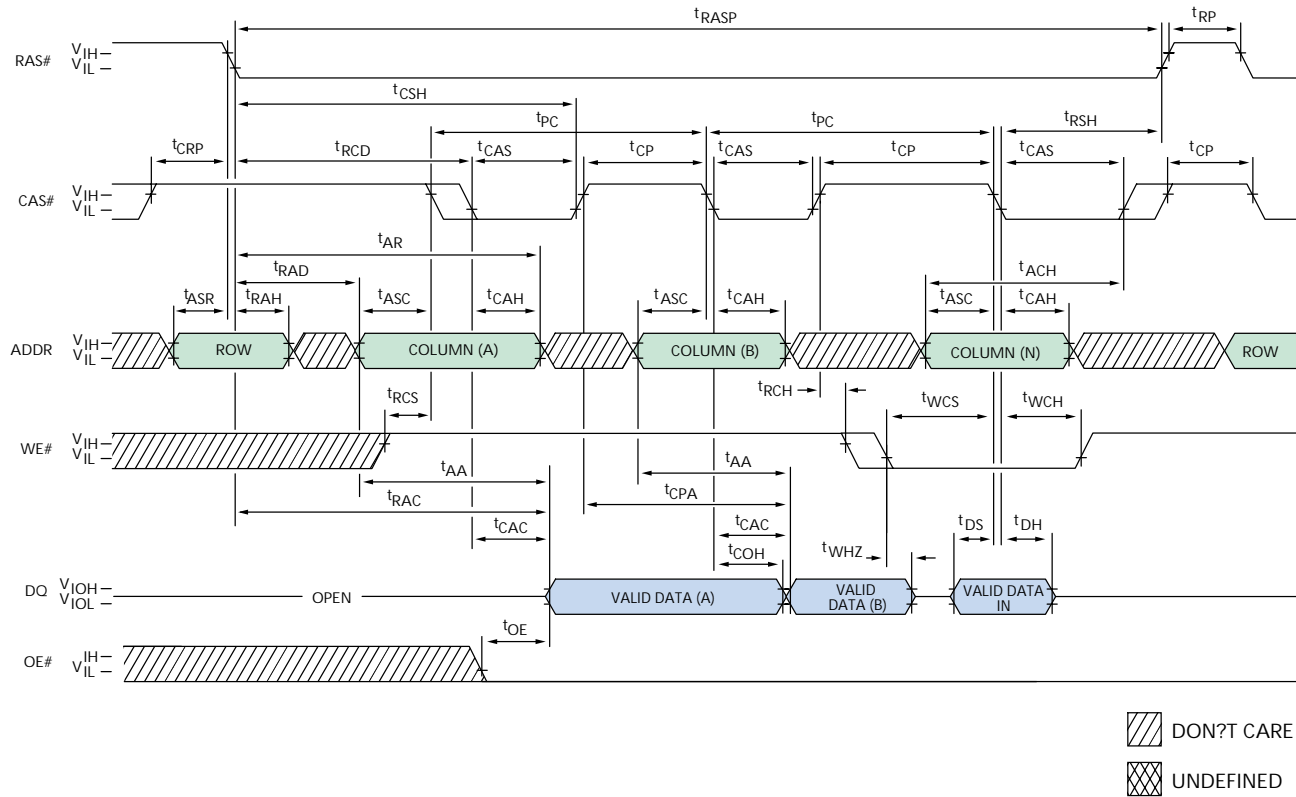 tRASP tRP
RAS# VIH VIL
tCSH
tPC tPC tRSH
tCRP tRCD tCAS tCP tCAS tCP tCAS tCP
CAS# VIH VIL
tAR
tRAD tACH
tASR tRAH tASC tCAH tASC tCAH tASC tCAH
ADDR VIH VIL ROW COLUMN (A) COLUMN (B) COLUMN (N) ROW
tRCH
tRCS tWCS tWCH
WE# VIH VIL
tAA tAA
tRAC tCPA
tCAC tCAC tDS tDH
tCOH tWHZ
DQ VIOH VIOL OPEN VALID DATA (A) VALID DATA (B) VALID DATA IN
tOE
OE# IH VIL
DON?T CARE
UNDEFINED